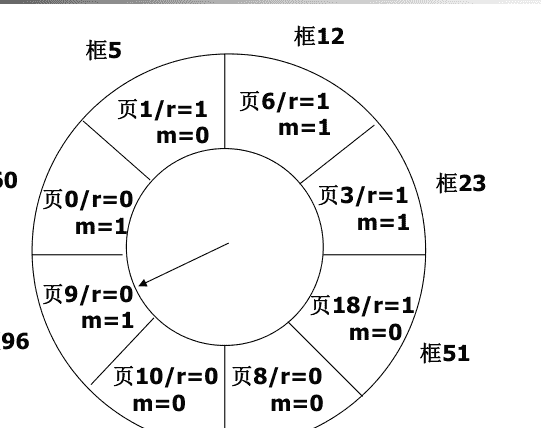 框12
框5
页1/r=1
m=0
页6/r=1
m=1
60
页0/r=0
m=1
页3/r=1
m=1
框23
页9/r=0
m=1
页18/r=1
m=0
96
框51
页10/r=0
m=0
页8/r=0
m=0